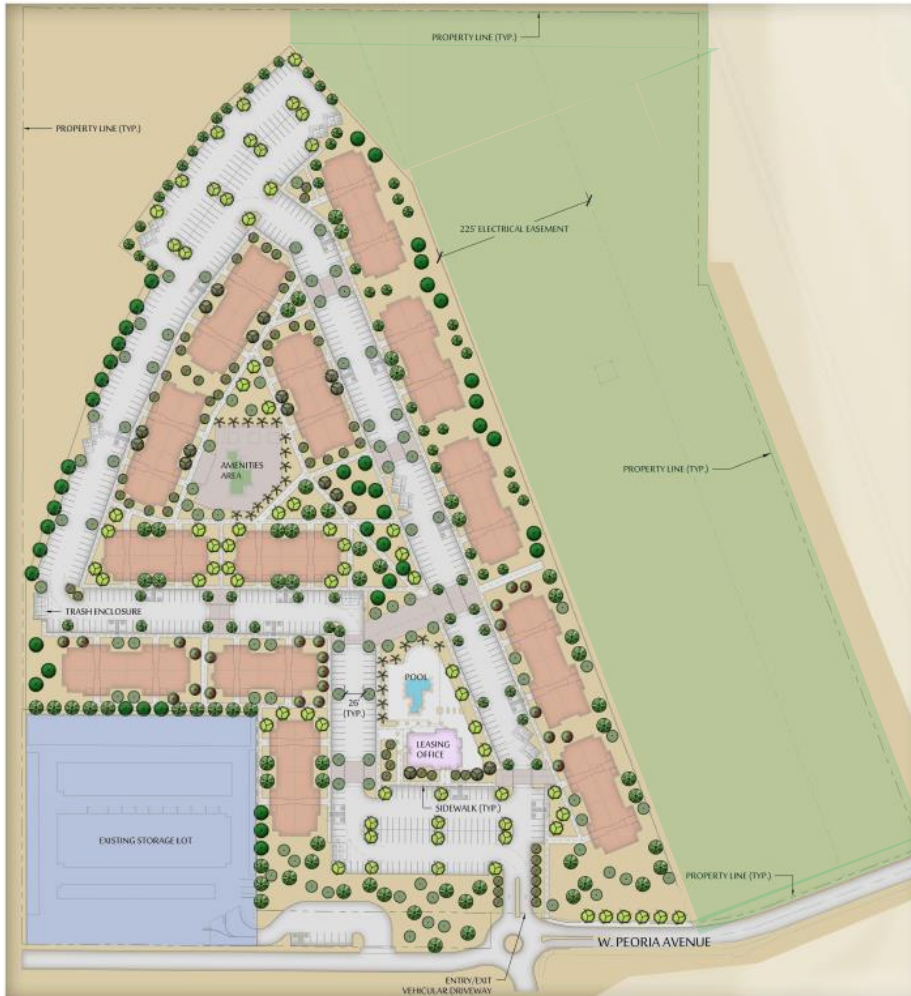 PROPERTY LINE (TYP.)
PROPERTY LINE (TYP.)
225' ELECTRICAL EASEMENT
AMENITIES
AREA
PROPERTY LINE (TYP.)
TRASH ENCLOSURE
POOL
26'
(TYP.)
LEASING
OFFICE
SIDEWALK (TYP.)
EXISTING STORAGE LOT
PROPERTY LINE (TYP.)
W. PEORIA AVENUE
ENTRY/EXIT
VEHICULAR DRIVEWAY